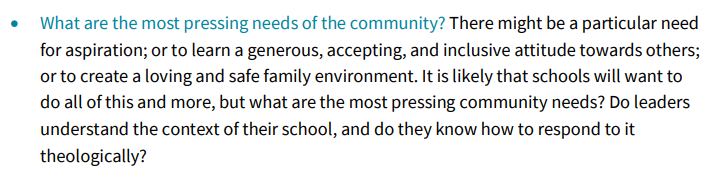 • What are the most pressing needs of the community? There might be a particular need
for aspiration; or to learn a generous, accepting, and inclusive attitude towards others;
or to create a loving and safe family environment. It is likely that schools will want to
do all of this and more, but what are the most pressing community needs? Do leaders
understand the context of their school, and do they know how to respond to it
theologically?